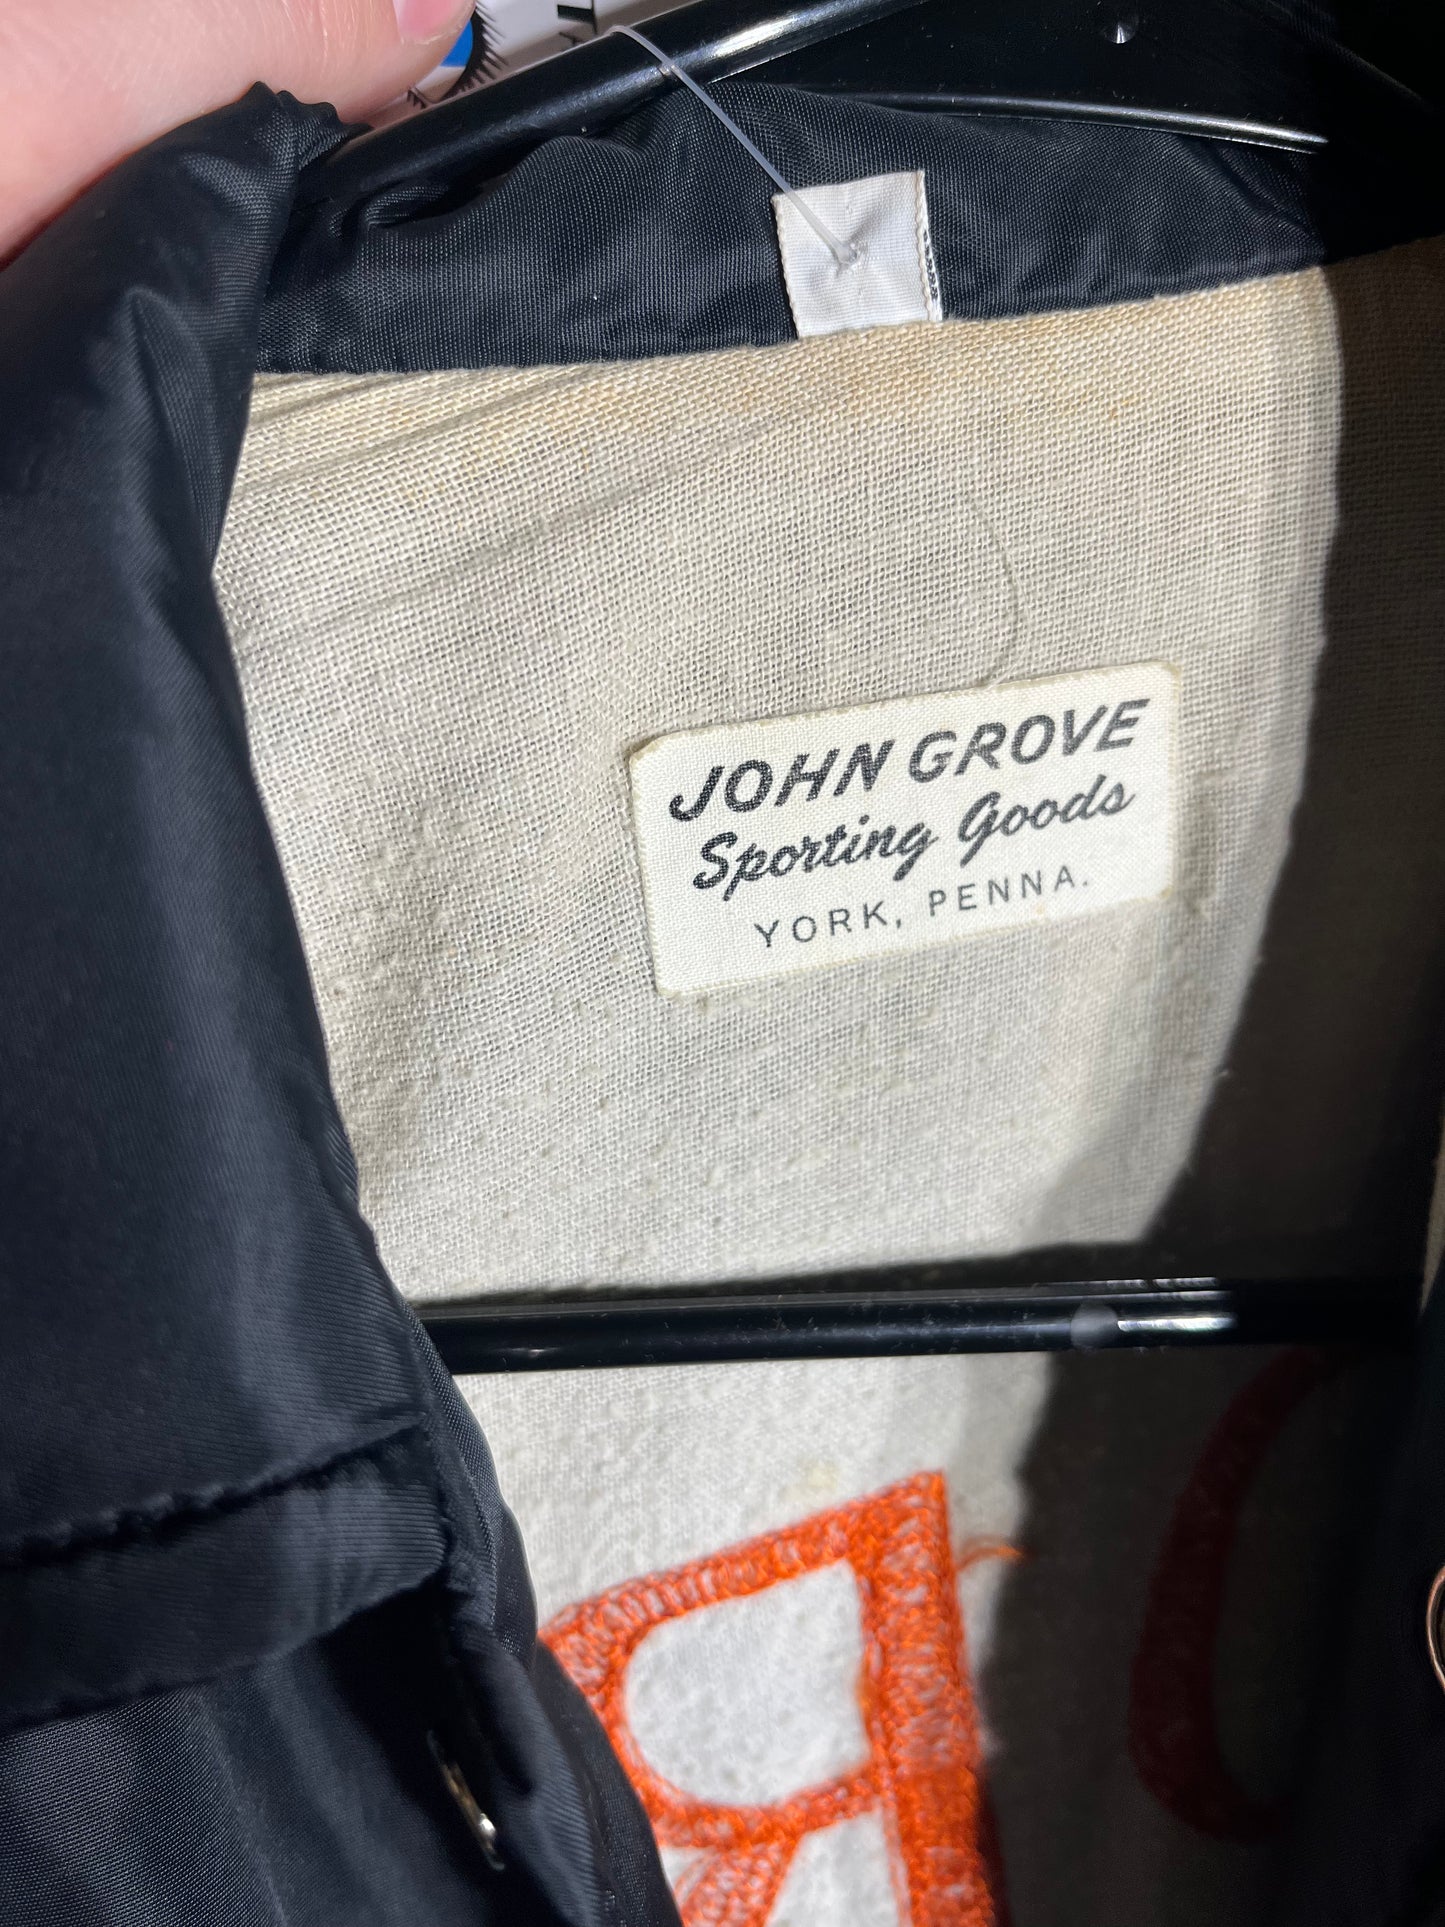 JOHN GROVE
Sporting Goods
YORK, PENNA.